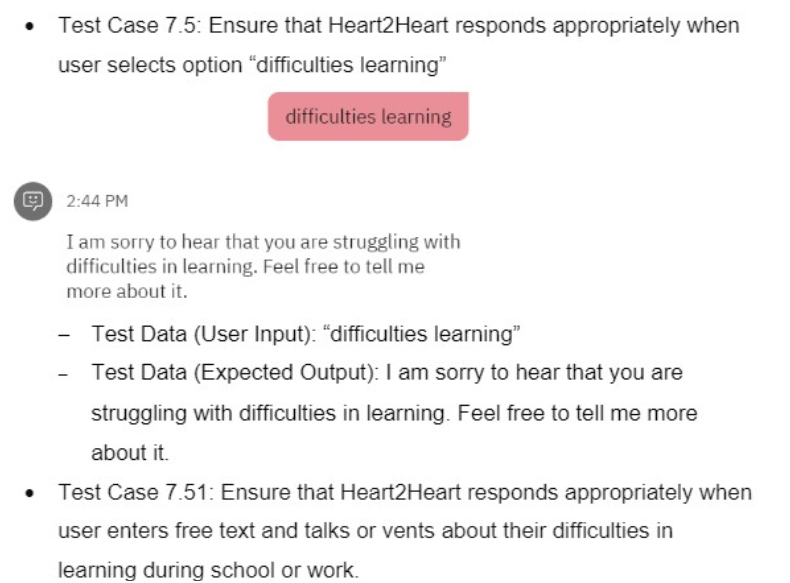 • Test Case 7.5: Ensure that Heart2Heart responds appropriately when
user selects option “difficulties learning”
difficulties learning
2:44 PM
I am sorry to hear that you are struggling with
difficulties in learning. Feel free to tell me
more about it.
– Test Data (User Input): “difficulties learning”
- Test Data (Expected Output): I am sorry to hear that you are
struggling with difficulties in learning. Feel free to tell me more
about it.
• Test Case 7.51: Ensure that Heart2Heart responds appropriately when
user enters free text and talks or vents about their difficulties in
learning during school or work.